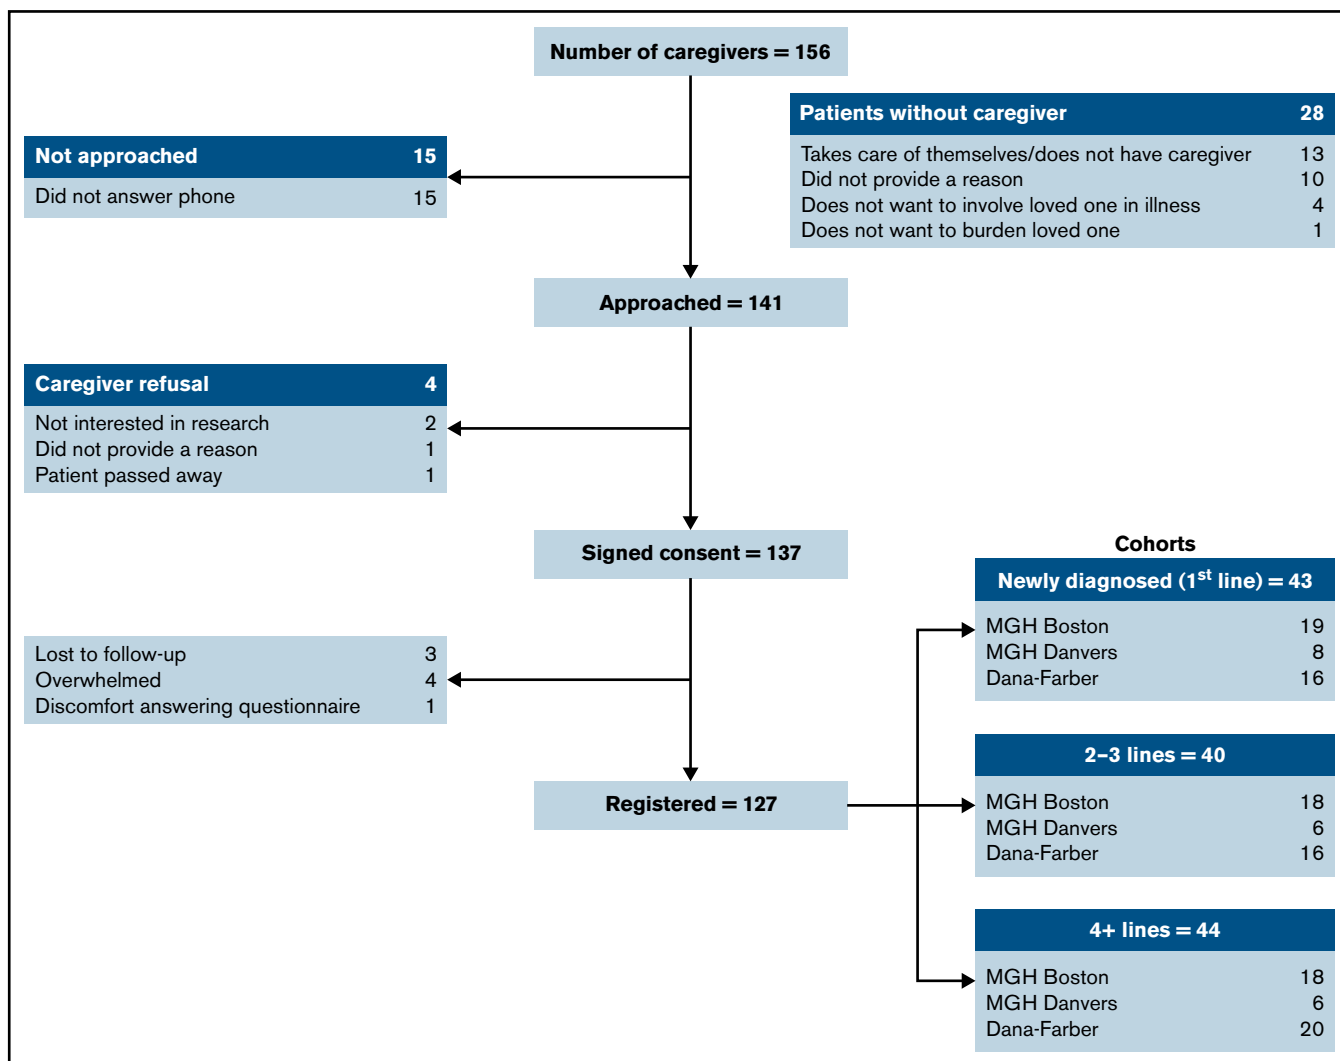 Number of caregivers = 156
Patients without caregiver 28
Takes care of themselves/does not have caregiver 13
Did not provide a reason 10
Does not want to involve loved one in illness 4
Does not want to burden loved one 1
Not approached 15
Did not answer phone 15
Approached = 141
Caregiver refusal 4
Not interested in research 2
Did not provide a reason 1
Patient passed away 1
Signed consent = 137
Lost to follow-up 3
Overwhelmed 4
Discomfort answering questionnaire 1
Registered = 127
Cohorts
Newly diagnosed (1st line) = 43
MGH Boston 19
MGH Danvers 8
Dana-Farber 16
2–3 lines = 40
MGH Boston 18
MGH Danvers 6
Dana-Farber 16
4+ lines = 44
MGH Boston 18
MGH Danvers 6
Dana-Farber 20